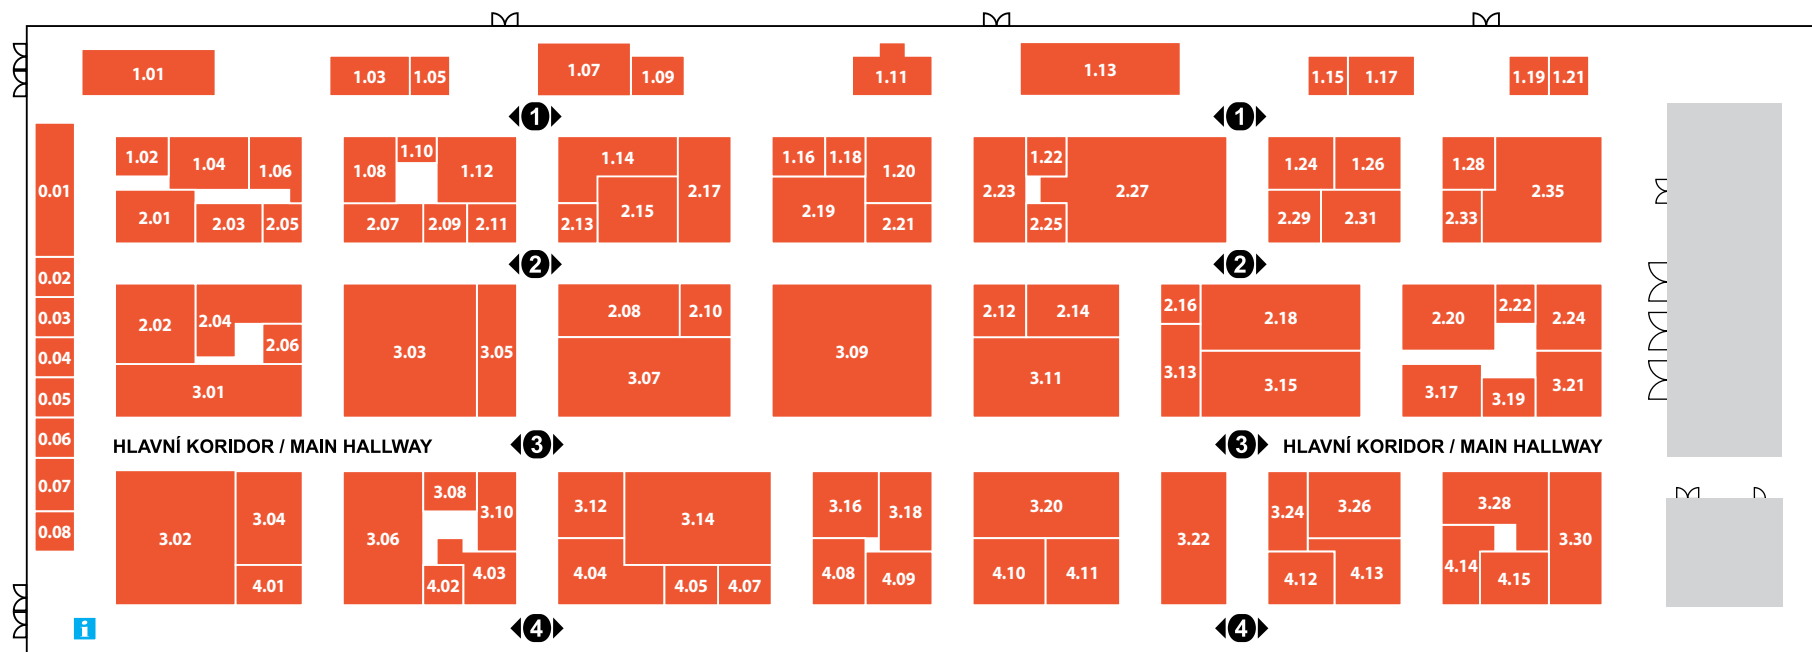 1.01 1.03 1.05 1.07 1.09 1.11 1.13 1.15 1.17 1.19 1.21
1 1
0.01 1.02 1.04 1.06 1.08 1.10 1.12 1.14 1.16 1.18 1.20 1.22 1.24 1.26 1.28
2.01 2.03 2.05 2.07 2.09 2.11 2.13 2.15 2.17 2.19 2.21 2.23 2.25 2.27 2.29 2.31 2.33 2.35
2 2
0.02
0.03 2.02 2.04 2.06 2.08 2.10 2.12 2.14 2.16 2.18 2.20 2.22 2.24
0.04
0.05 3.01 3.03 3.05 3.07 3.09 3.11 3.13 3.15 3.17 3.19 3.21
0.06
HLAVNÍ KORIDOR / MAIN HALLWAY 3 3 HLAVNÍ KORIDOR / MAIN HALLWAY
0.07
0.08 3.02 3.04 3.06 3.08 3.10 3.12 3.14 3.16 3.18 3.20 3.22 3.24 3.26 3.28 3.30
4.01 4.02 4.03 4.04 4.05 4.07 4.08 4.09 4.10 4.11 4.12 4.13 4.14 4.15
i 4 4